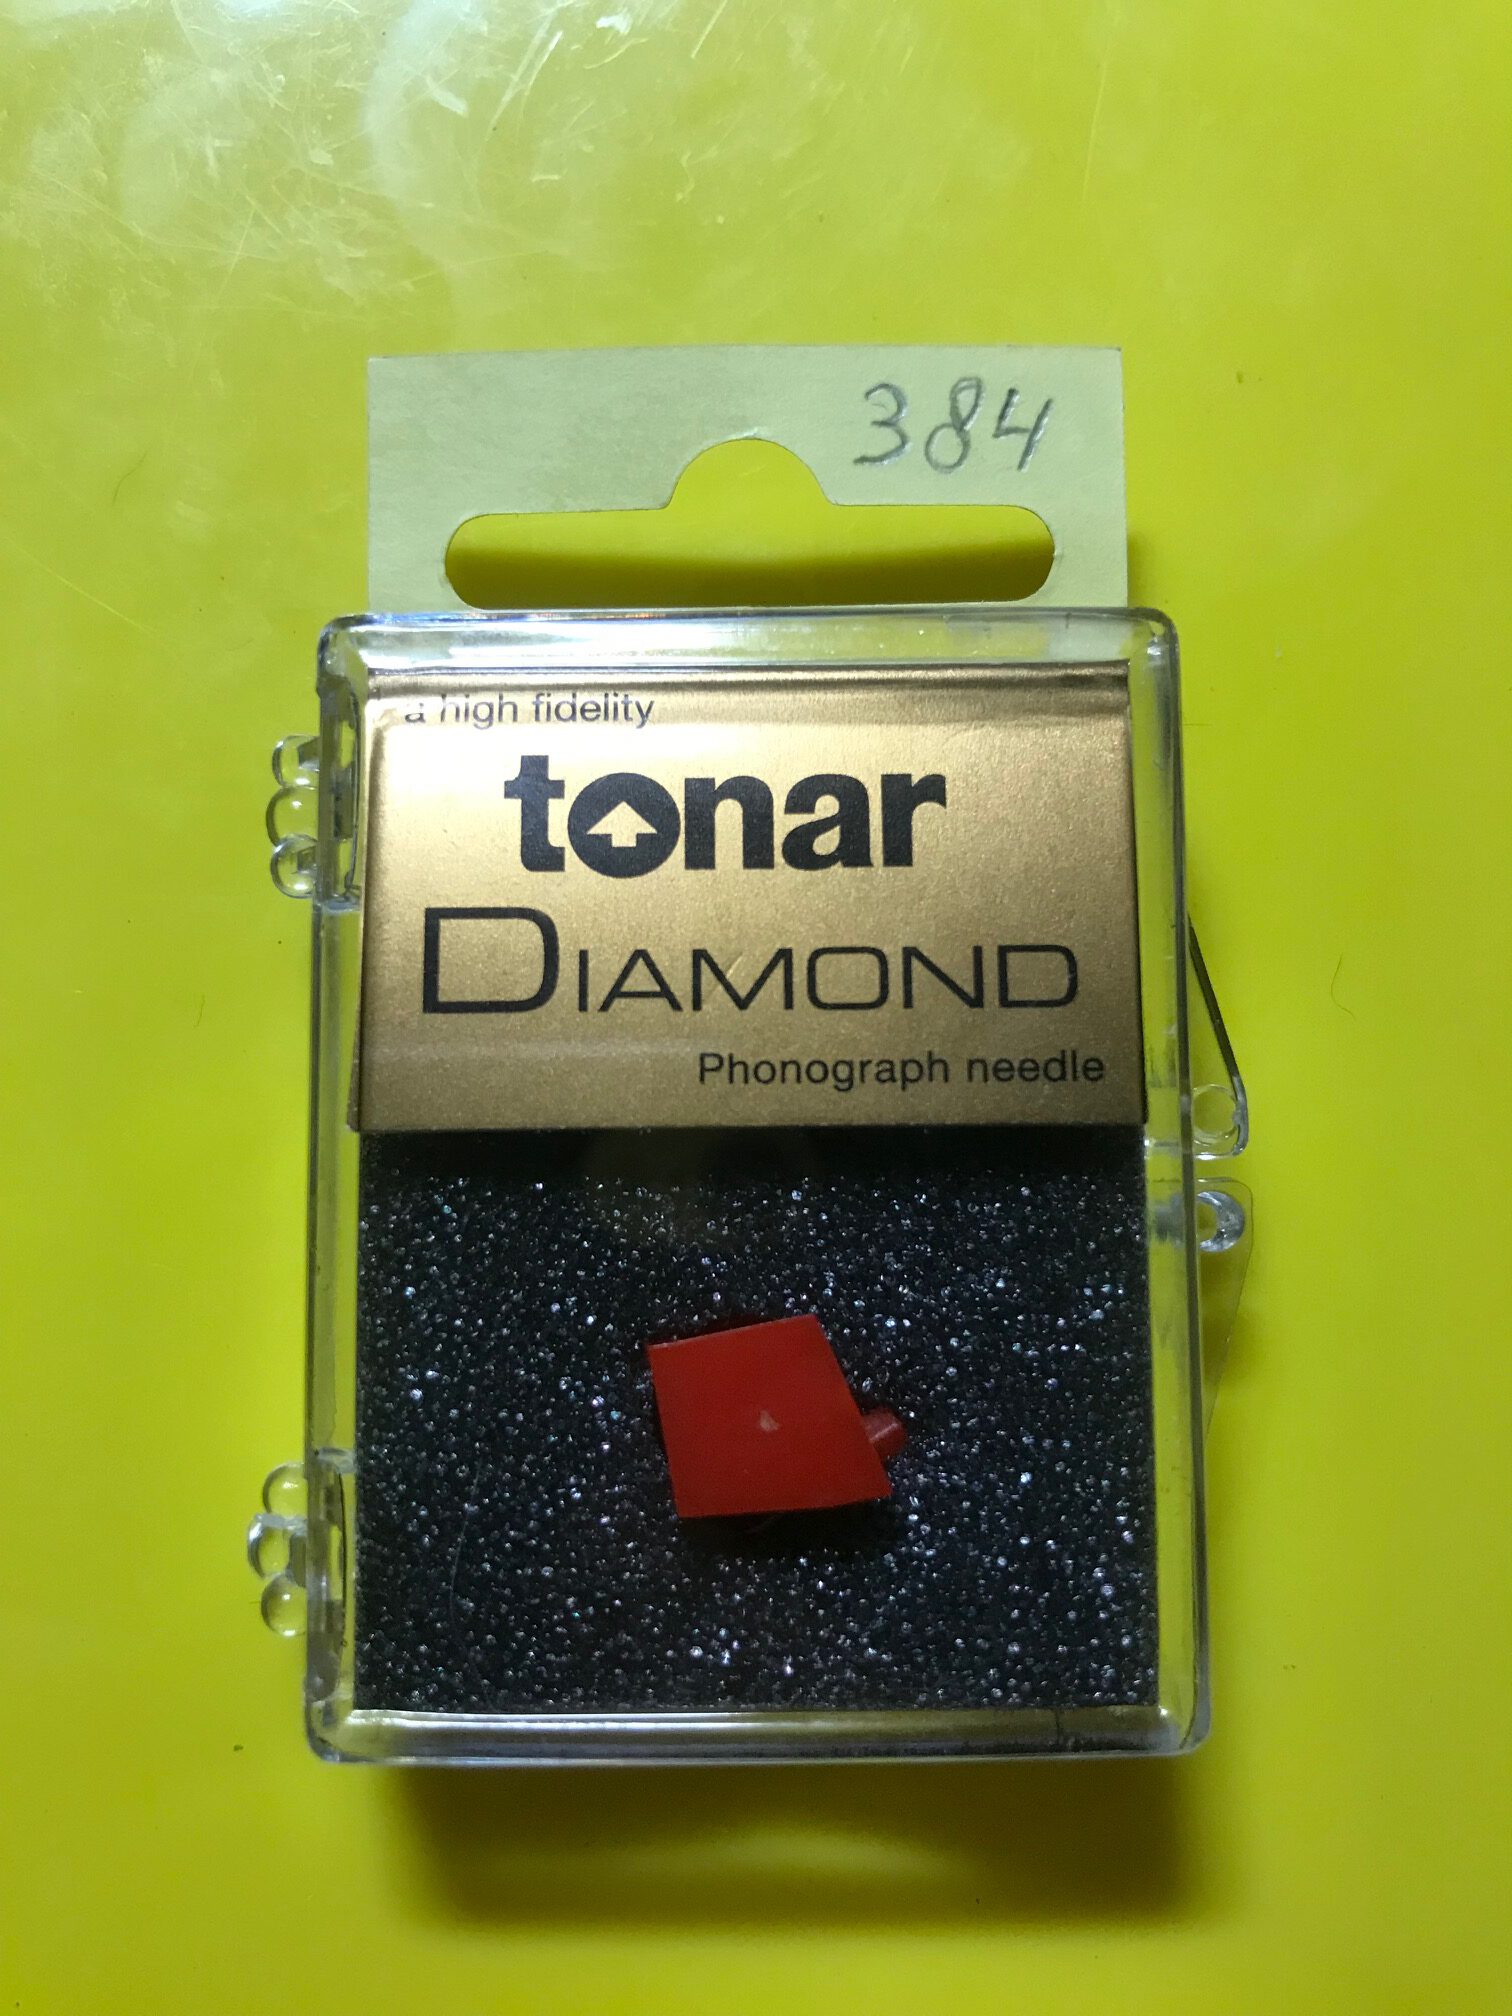 384
a high fidelity
tonar
DIAMOND
Phonograph needle